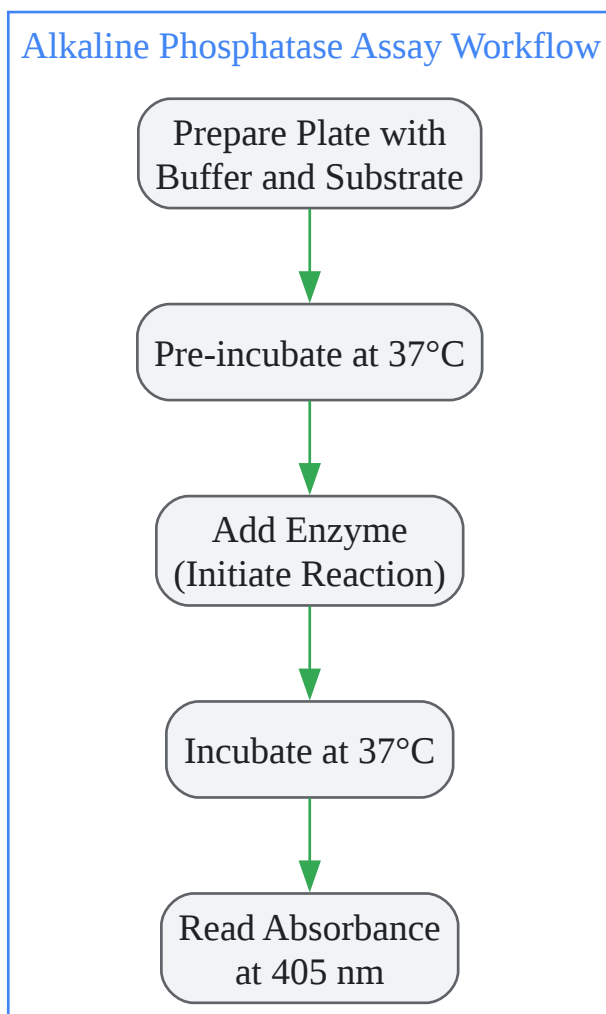 Alkaline Phosphatase Assay Workflow
Prepare Plate with
Buffer and Substrate
Pre-incubate at 37°C
Add Enzyme
(Initiate Reaction)
Incubate at 37°C
Read Absorbance
at 405 nm